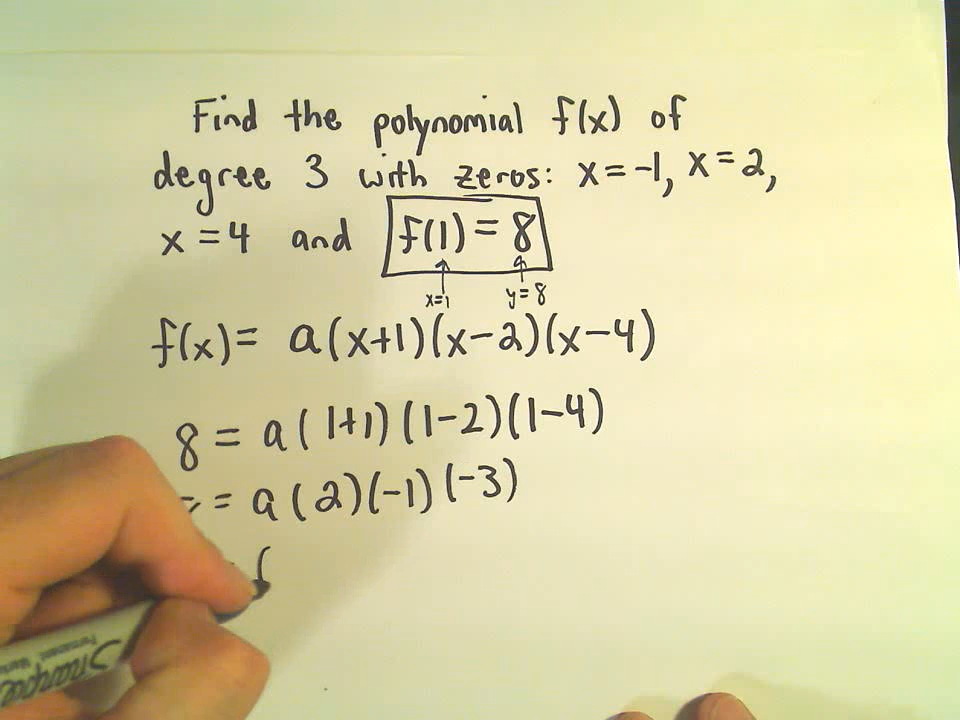 Find the polynomial f(x) of
degree 3 with zeros: x=-1, x=2,
x=4 and f(1)=8
x=1 y=8
f(x)= a(x+1)(x-2)(x-4)
8 = a(1+1)(1-2)(1-4)
= a(2)(-1)(-3)
Sharpie